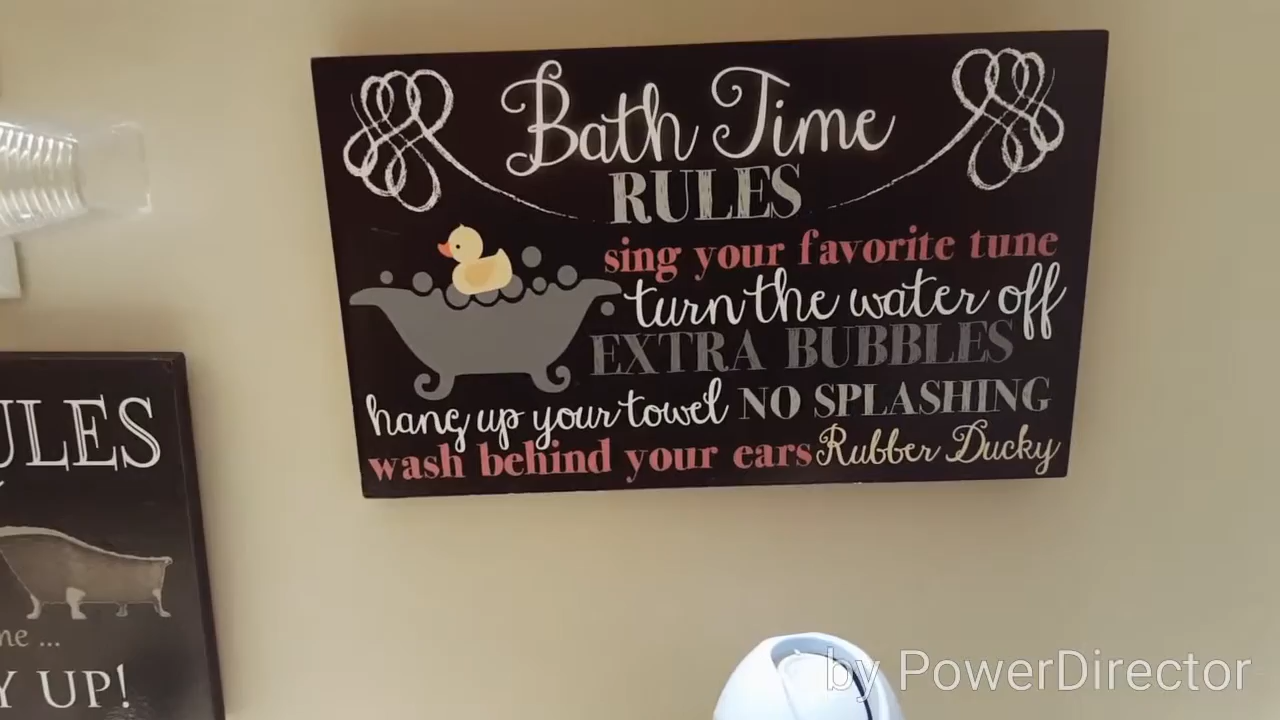 Bath Time
RULES
sing your favorite tune
turn the water off
EXTRA BUBBLES
hang up your towel NO SPLASHING
wash behind your ears Rubber Ducky
ULES
me ...
Y UP!
by PowerDirector